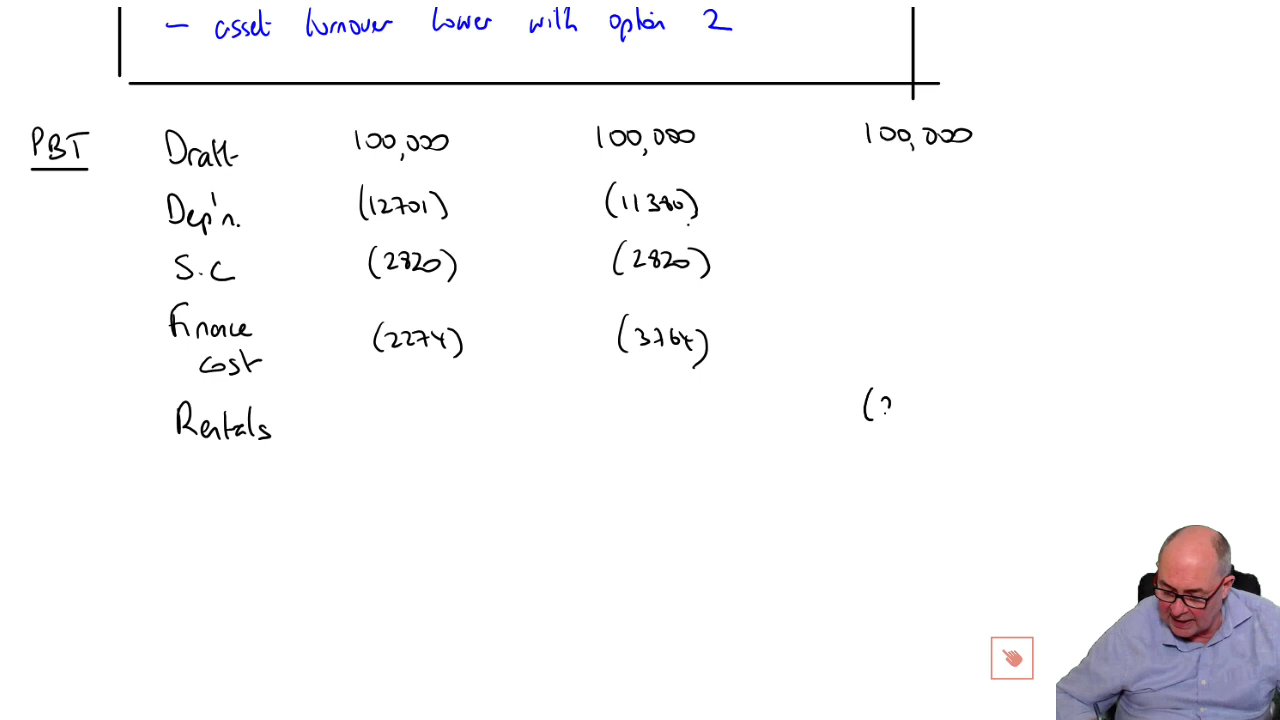 - asset turnover lower with option 2
PBT Draft 100,000 100,000 100,000
Dep'n. (12701) (11380)
S.C (2820) (2820)
Finance cost (2274) (3764)
Rentals (